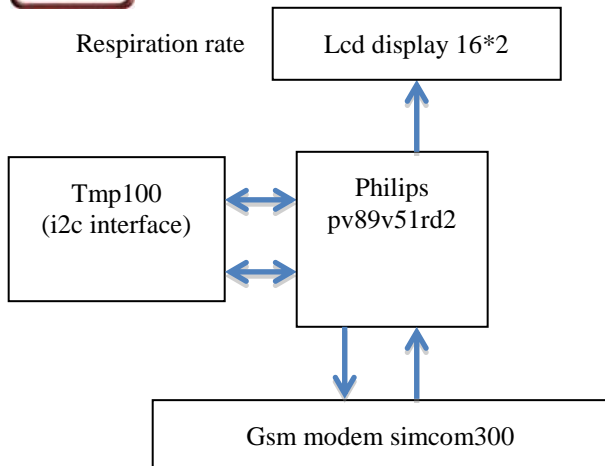 Respiration rate
Lcd display 16*2
Tmp100
(i2c interface)
Philips
pv89v51rd2
Gsm modem simcom300